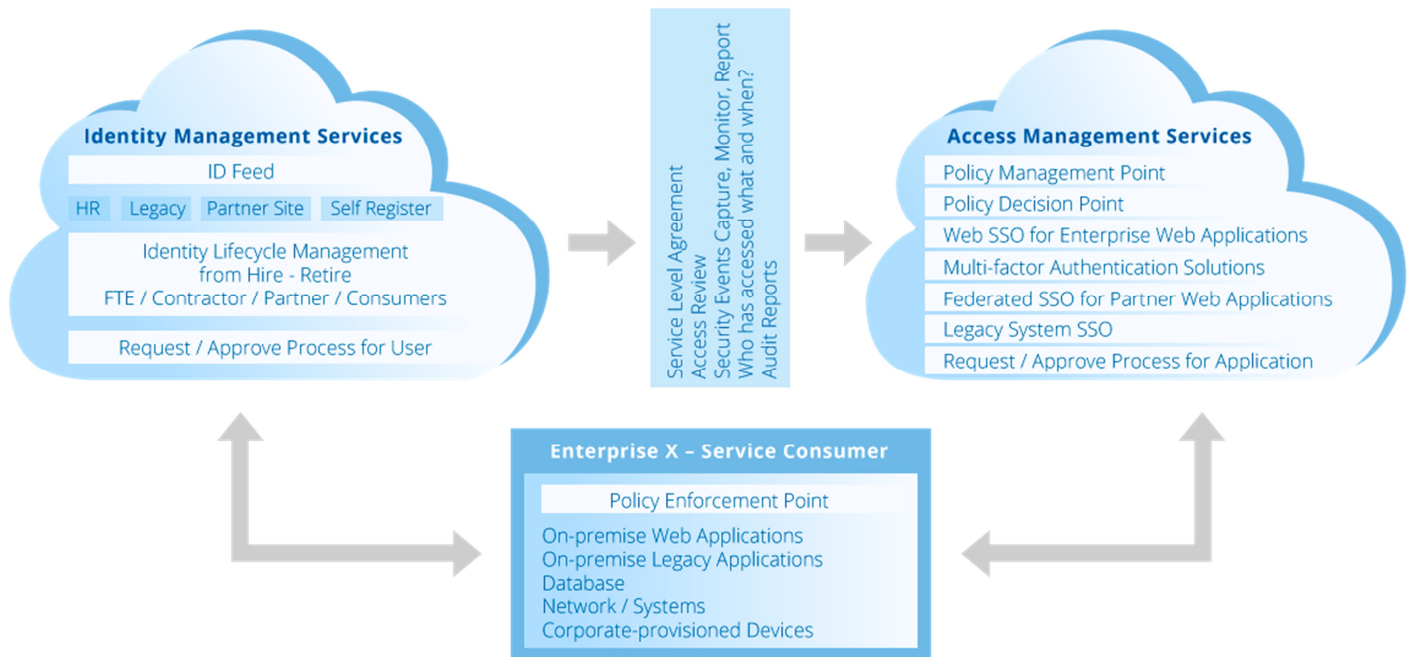 Identity Management Services
ID Feed
HR
Legacy
Partner Site
Self Register
Identity Lifecycle Management
from Hire - Retire
FTE / Contractor / Partner / Consumers
Request / Approve Process for User
Service Level Agreement
Access Review
Security Events Capture, Monitor, Report
Who has accessed what and when?
Audit Reports
Access Management Services
Policy Management Point
Policy Decision Point
Web SSO for Enterprise Web Applications
Multi-factor Authentication Solutions
Federated SSO for Partner Web Applications
Legacy System SSO
Request / Approve Process for Application
Enterprise X – Service Consumer
Policy Enforcement Point
On-premise Web Applications
On-premise Legacy Applications
Database
Network / Systems
Corporate-provisioned Devices